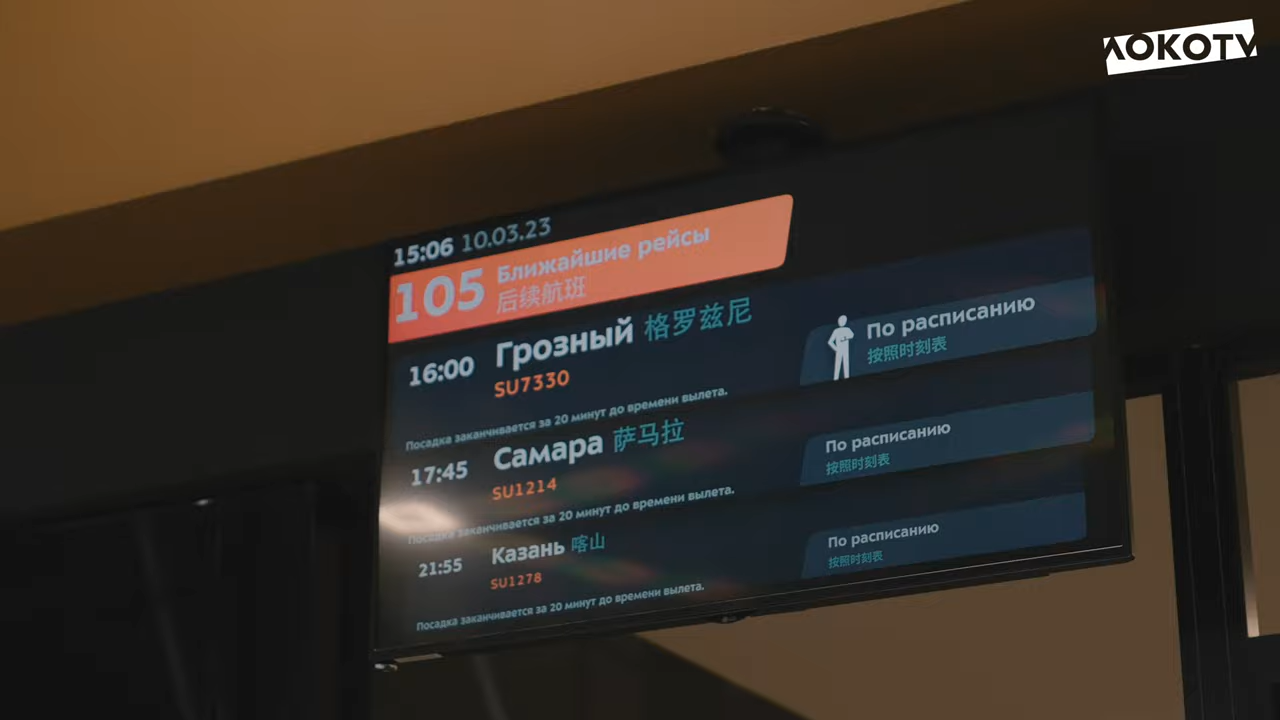 ЛОКОTV
15:06 10.03.23
105 Ближайшие рейсы
后续航班
16:00 Грозный 格罗兹尼 По расписанию
SU7330 按照时刻表
Посадка заканчивается за 20 минут до времени вылета.
17:45 Самара 萨马拉 По расписанию
SU1214 按照时刻表
Посадка заканчивается за 20 минут до времени вылета.
21:55 Казань 喀山 По расписанию
SU1278 按照时刻表
Посадка заканчивается за 20 минут до времени вылета.